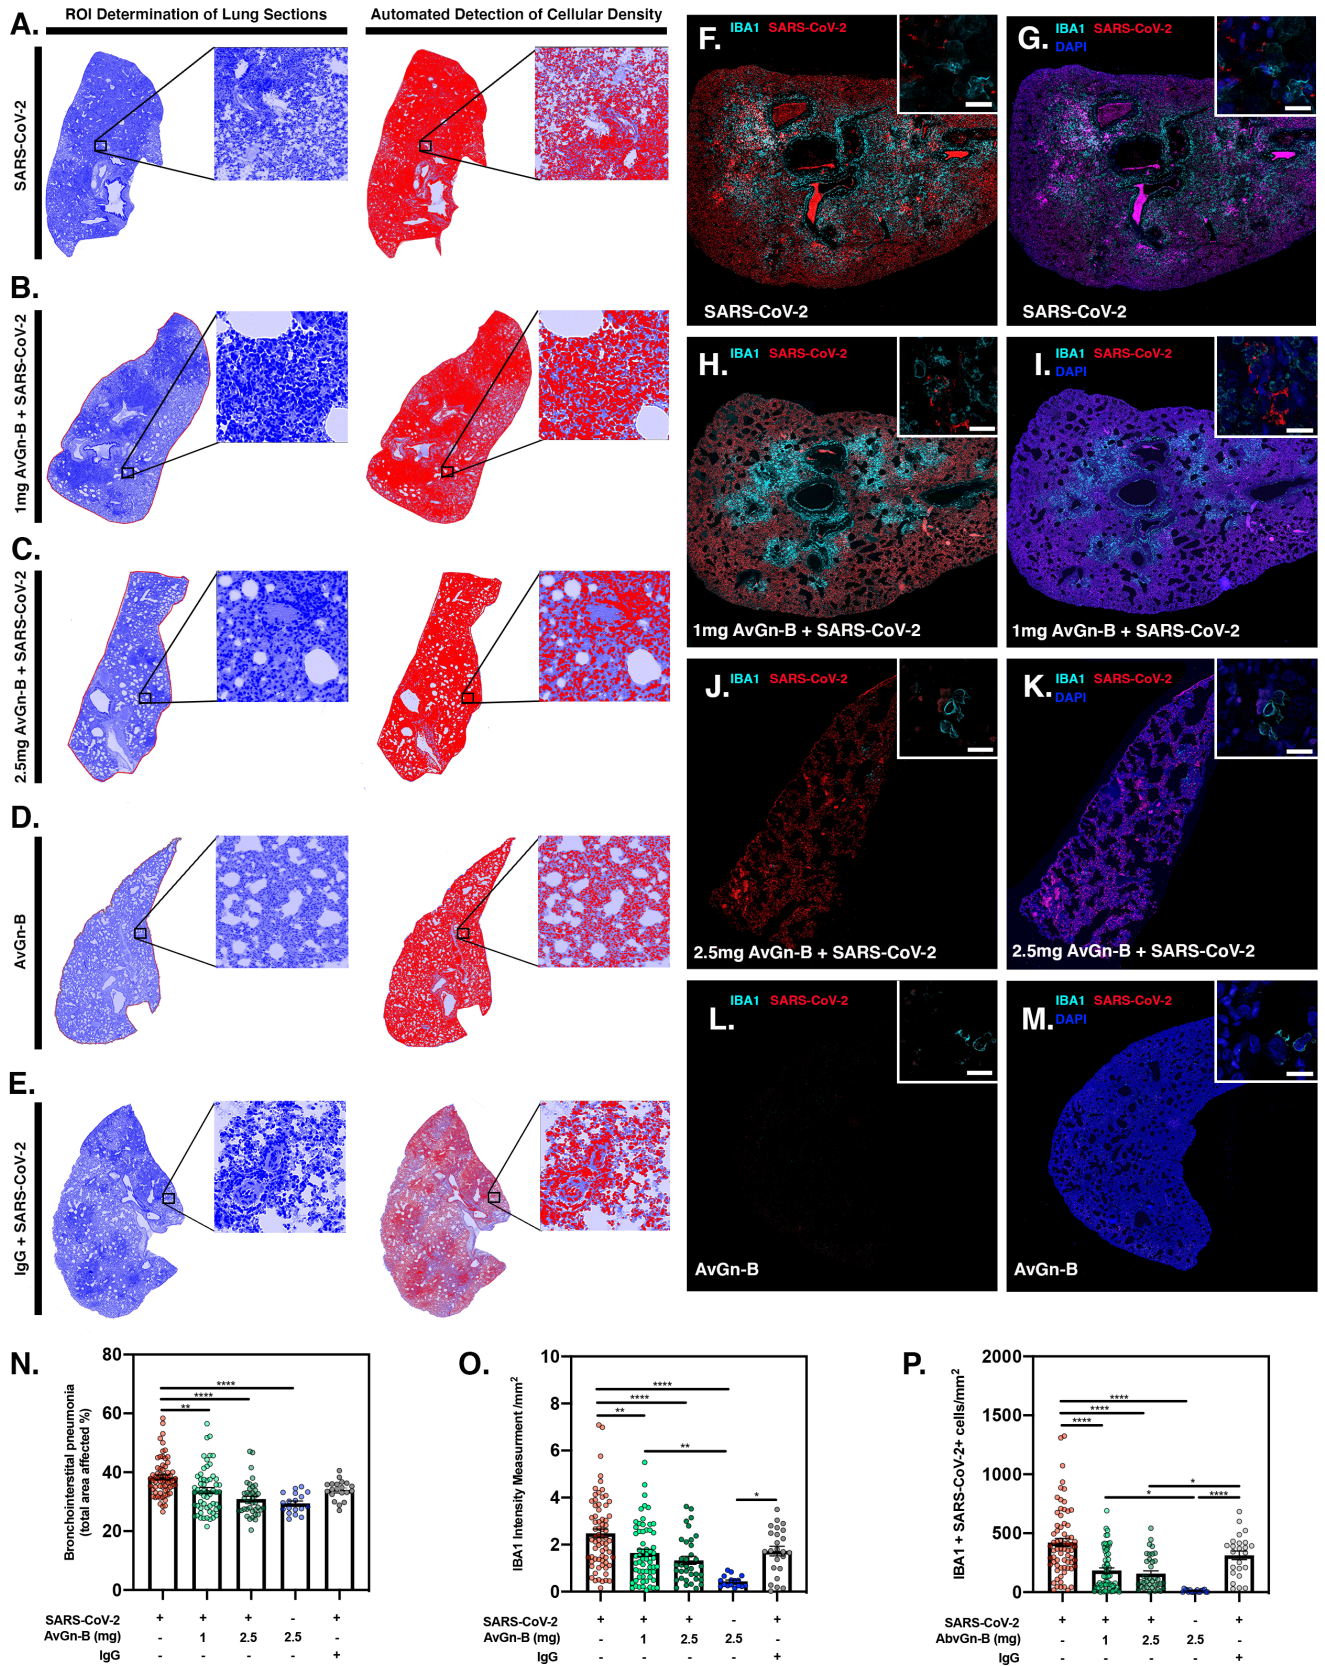 ROI Determination of Lung Sections
Automated Detection of Cellular Density
A.
SARS-CoV-2
B.
1mg AvGn-B + SARS-CoV-2
C.
2.5mg AvGn-B + SARS-CoV-2
D.
AvGn-B
E.
IgG + SARS-CoV-2
F.
IBA1 SARS-CoV-2
SARS-CoV-2
G.
IBA1 SARS-CoV-2
DAPI
SARS-CoV-2
H.
IBA1 SARS-CoV-2
1mg AvGn-B + SARS-CoV-2
I.
IBA1 SARS-CoV-2
DAPI
1mg AvGn-B + SARS-CoV-2
J.
IBA1 SARS-CoV-2
2.5mg AvGn-B + SARS-CoV-2
K.
IBA1 SARS-CoV-2
DAPI
2.5mg AvGn-B + SARS-CoV-2
L.
IBA1 SARS-CoV-2
AvGn-B
M.
IBA1 SARS-CoV-2
DAPI
AvGn-B
N.
Bronchointerstital pneumonia
(total area affected %)
80
60
40
20
0
****
****
**
SARS-CoV-2 + + + - +
AvGn-B (mg) - 1 2.5 2.5 -
IgG - - - - +
O.
IBA1 Intensity Measurment /mm²
10
8
6
4
2
0
****
****
**
**
*
SARS-CoV-2 + + + - +
AvGn-B (mg) - 1 2.5 2.5 -
IgG - - - - +
P.
IBA1 + SARS-CoV-2+ cells/mm²
2000
1500
1000
500
0
****
****
****
*
*
****
SARS-CoV-2 + + + - +
AbvGn-B (mg) - 1 2.5 2.5 -
IgG - - - - +